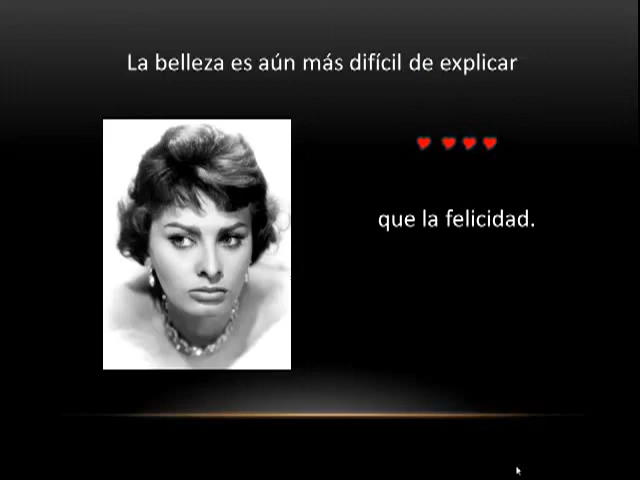 La belleza es aún más difícil de explicar
que la felicidad.